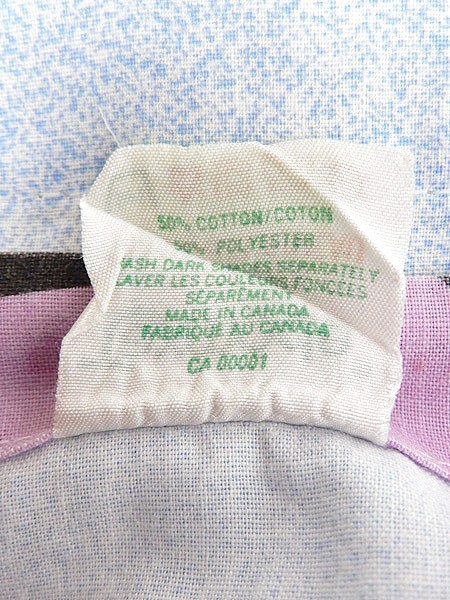 50% COTTON/COTON
50% POLYESTER
WASH DARK SHADES SEPARATELY
LAVER LES COULEURS FONCÉES
SÉPARÉMENT
MADE IN CANADA
FABRIQUÉ AU CANADA
CA 00001